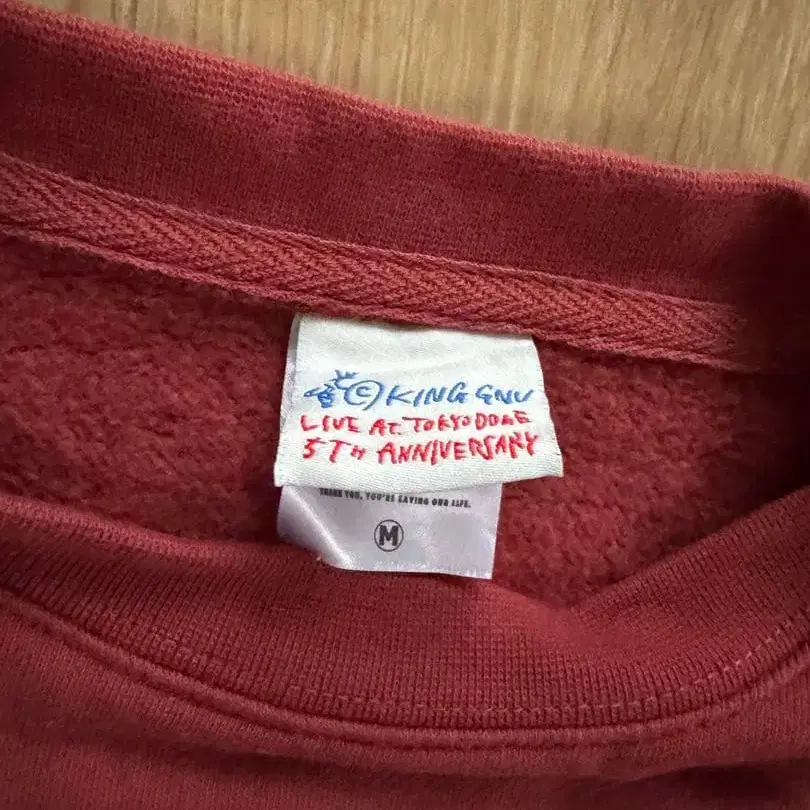 © KING GNU
LIVE AT TOKYO DOME
5TH ANNIVERSARY
THANK YOU, YOU'RE SAVING OUR LIFE.
M